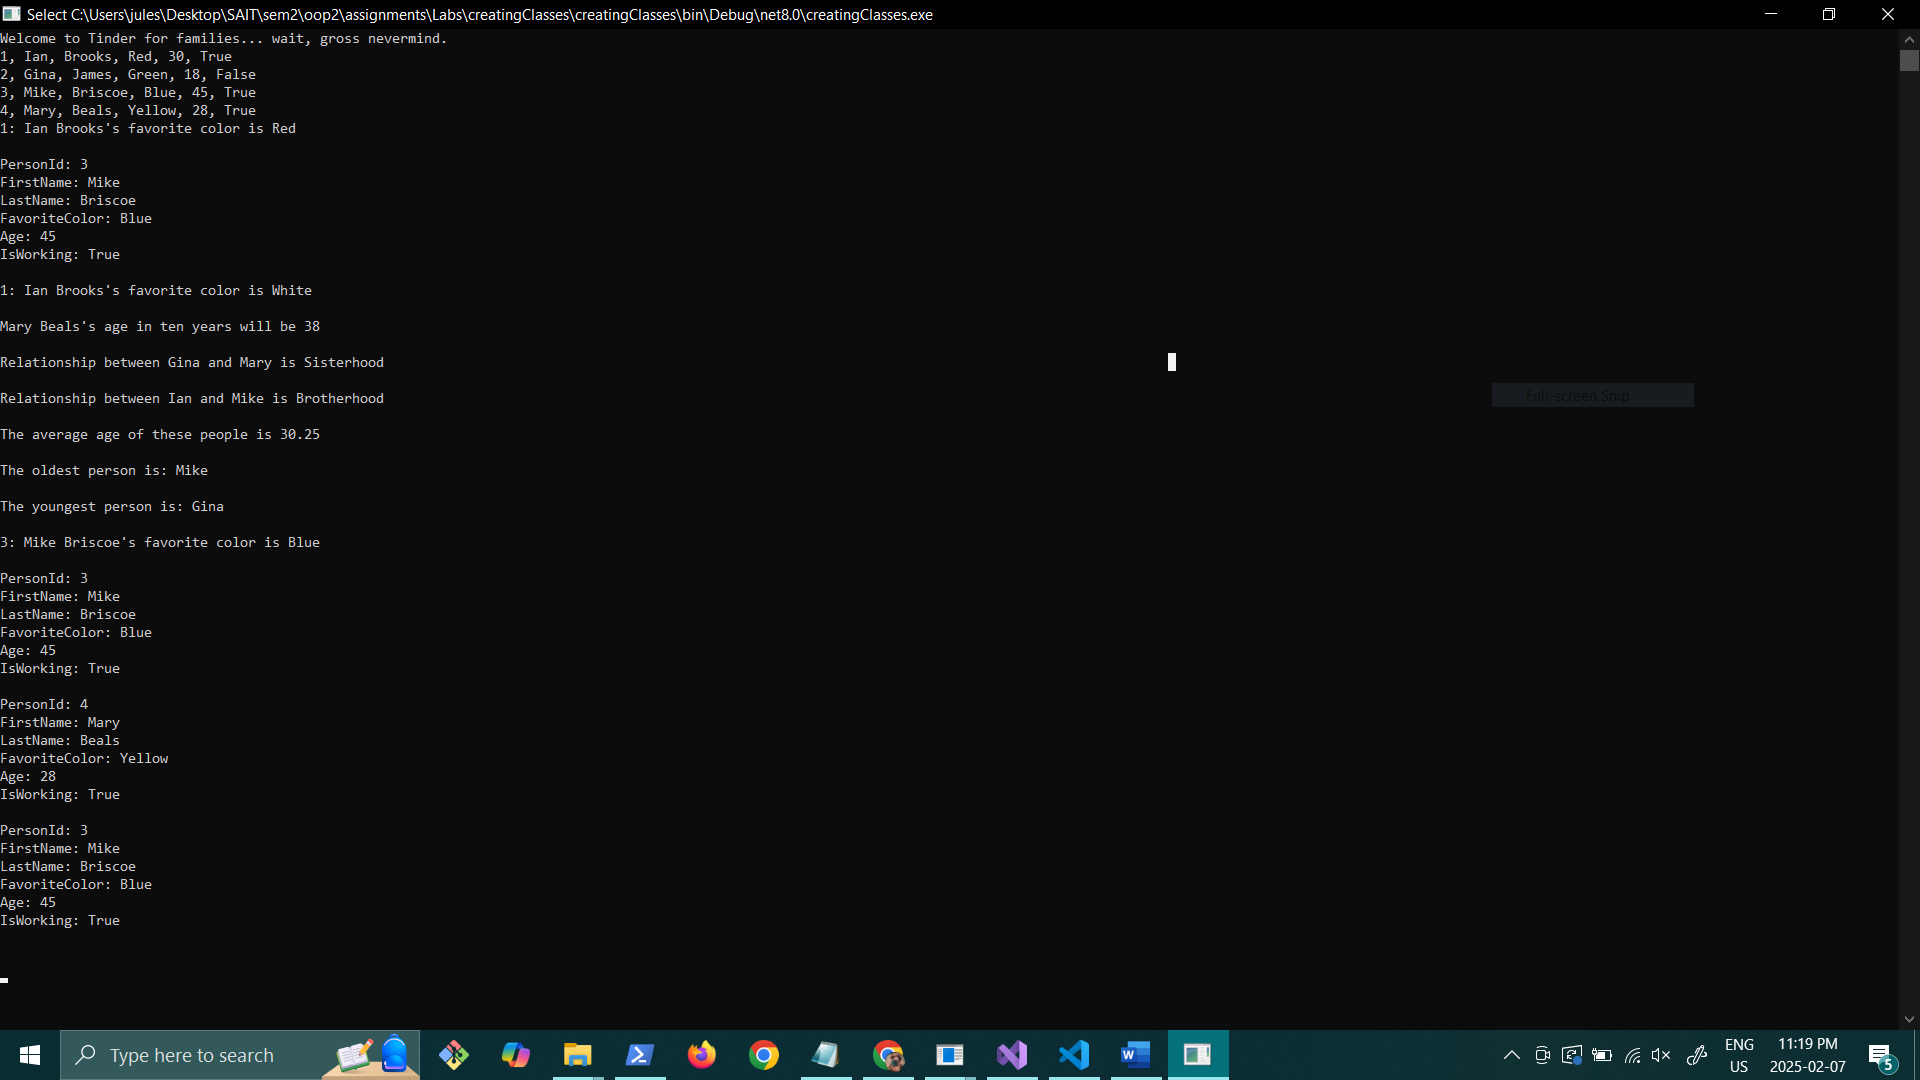 Select C:\Users\jules\Desktop\SAIT\sem2\oop2\assignments\Labs\creatingClasses\creatingClasses\bin\Debug\net8.0\creatingClasses.exe
Welcome to Tinder for families... wait, gross nevermind.
1, Ian, Brooks, Red, 30, True
2, Gina, James, Green, 18, False
3, Mike, Briscoe, Blue, 45, True
4, Mary, Beals, Yellow, 28, True
1: Ian Brooks's favorite color is Red
PersonId: 3
FirstName: Mike
LastName: Briscoe
FavoriteColor: Blue
Age: 45
IsWorking: True
1: Ian Brooks's favorite color is White
Mary Beals's age in ten years will be 38
Relationship between Gina and Mary is Sisterhood
Full-screen Snip
Relationship between Ian and Mike is Brotherhood
The average age of these people is 30.25
The oldest person is: Mike
The youngest person is: Gina
3: Mike Briscoe's favorite color is Blue
PersonId: 3
FirstName: Mike
LastName: Briscoe
FavoriteColor: Blue
Age: 45
IsWorking: True
PersonId: 4
FirstName: Mary
LastName: Beals
FavoriteColor: Yellow
Age: 28
IsWorking: True
PersonId: 3
FirstName: Mike
LastName: Briscoe
FavoriteColor: Blue
Age: 45
IsWorking: True
Type here to search
ENG
US
11:19 PM
2025-02-07
5